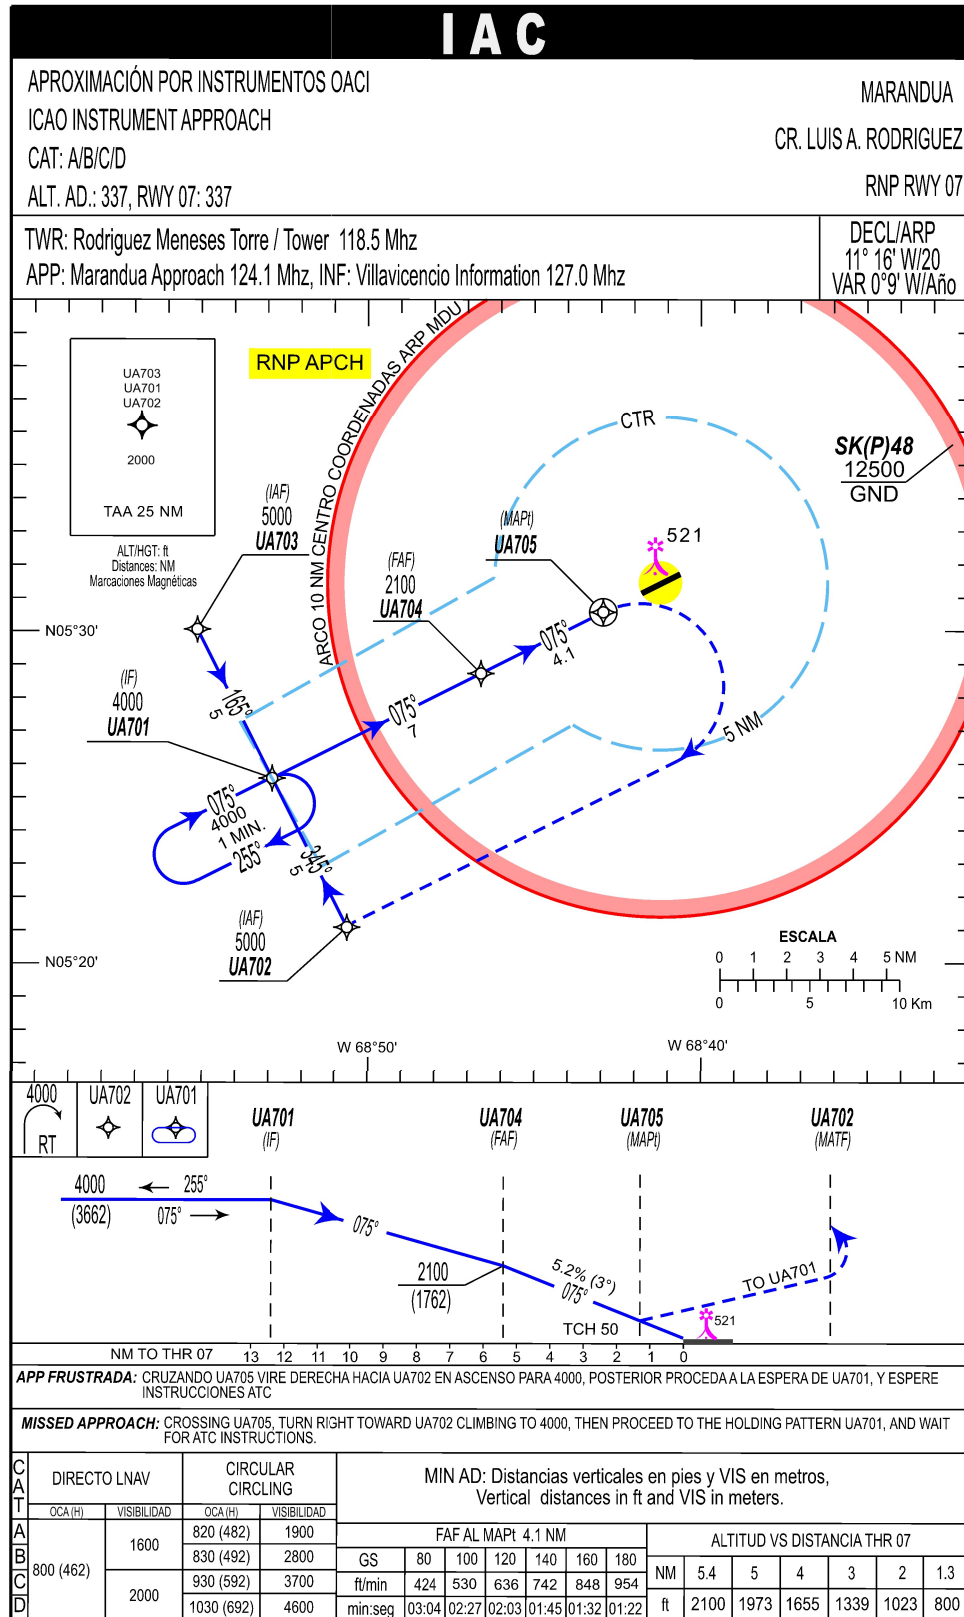 IAC
APROXIMACIÓN POR INSTRUMENTOS OACI
ICAO INSTRUMENT APPROACH
CAT: A/B/C/D
ALT. AD.: 337, RWY 07: 337
MARANDUA
CR. LUIS A. RODRIGUEZ
RNP RWY 07
TWR: Rodriguez Meneses Torre / Tower 118.5 Mhz
APP: Marandua Approach 124.1 Mhz, INF: Villavicencio Information 127.0 Mhz
DECL/ARP
11° 16' W/20
VAR 0°9' W/Año
UA703
UA701
UA702
2000
TAA 25 NM
ALT/HGT: ft
Distances: NM
Marcaciones Magnéticas
RNP APCH
ARCO 10 NM CENTRO COORDENADAS ARP MDU
CTR
SK(P)48
12500
GND
(IAF)
5000
UA703
(MAPt)
UA705
521
(FAF)
2100
UA704
N05°30'
075°
4.1
(IF)
4000
UA701
165°
5
075°
7
5 NM
075°
4000
1 MIN.
255°
345°
5
(IAF)
5000
UA702
N05°20'
ESCALA
0 1 2 3 4 5 NM
0 5 10 Km
W 68°50'
W 68°40'
4000
RT
UA702
UA701
UA701
(IF)
UA704
(FAF)
UA705
(MAPt)
UA702
(MATF)
4000 255°
(3662) 075°
075°
2100
(1762)
5.2% (3°)
075°
TO UA701
TCH 50
521
NM TO THR 07 13 12 11 10 9 8 7 6 5 4 3 2 1 0
APP FRUSTRADA: CRUZANDO UA705 VIRE DERECHA HACIA UA702 EN ASCENSO PARA 4000, POSTERIOR PROCEDA A LA ESPERA DE UA701, Y ESPERE
INSTRUCCIONES ATC
MISSED APPROACH: CROSSING UA705, TURN RIGHT TOWARD UA702 CLIMBING TO 4000, THEN PROCEED TO THE HOLDING PATTERN UA701, AND WAIT
FOR ATC INSTRUCTIONS.
CAT
DIRECTO LNAV
CIRCULAR
CIRCLING
OCA (H) VISIBILIDAD OCA (H) VISIBILIDAD
MIN AD: Distancias verticales en pies y VIS en metros,
Vertical distances in ft and VIS in meters.
A 800 (462) 1600 820 (482) 1900
B 830 (492) 2800
C 2000 930 (592) 3700
D 1030 (692) 4600
FAF AL MAPt 4.1 NM
GS 80 100 120 140 160 180
ft/min 424 530 636 742 848 954
min:seg 03:04 02:27 02:03 01:45 01:32 01:22
ALTITUD VS DISTANCIA THR 07
NM 5.4 5 4 3 2 1.3
ft 2100 1973 1655 1339 1023 800